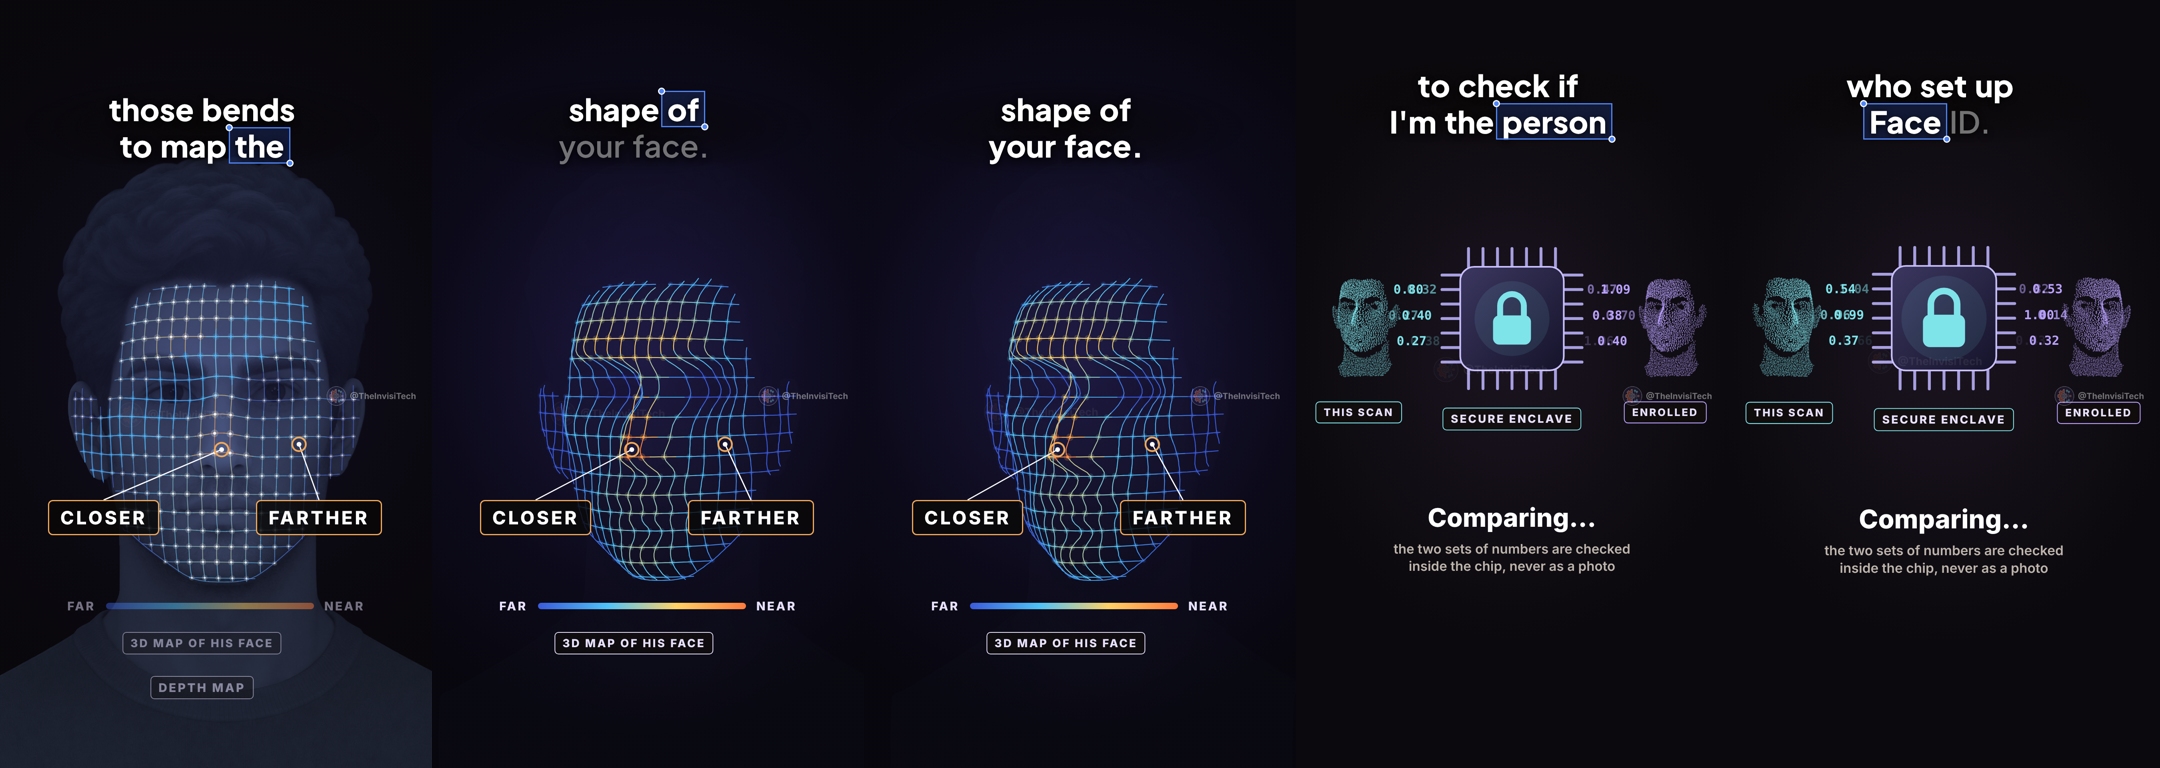 those bends
to map the
@TheInvisiTech
CLOSER
FARTHER
FAR
NEAR
3D MAP OF HIS FACE
DEPTH MAP
shape of
your face.
@TheInvisiTech
CLOSER
FARTHER
FAR
NEAR
3D MAP OF HIS FACE
shape of
your face.
@TheInvisiTech
CLOSER
FARTHER
FAR
NEAR
3D MAP OF HIS FACE
to check if
I'm the person
@TheInvisiTech
THIS SCAN
SECURE ENCLAVE
ENROLLED
Comparing...
the two sets of numbers are checked
inside the chip, never as a photo
who set up
Face ID.
0.37
0.32
@TheInvisiTech
THIS SCAN
SECURE ENCLAVE
ENROLLED
Comparing...
the two sets of numbers are checked
inside the chip, never as a photo